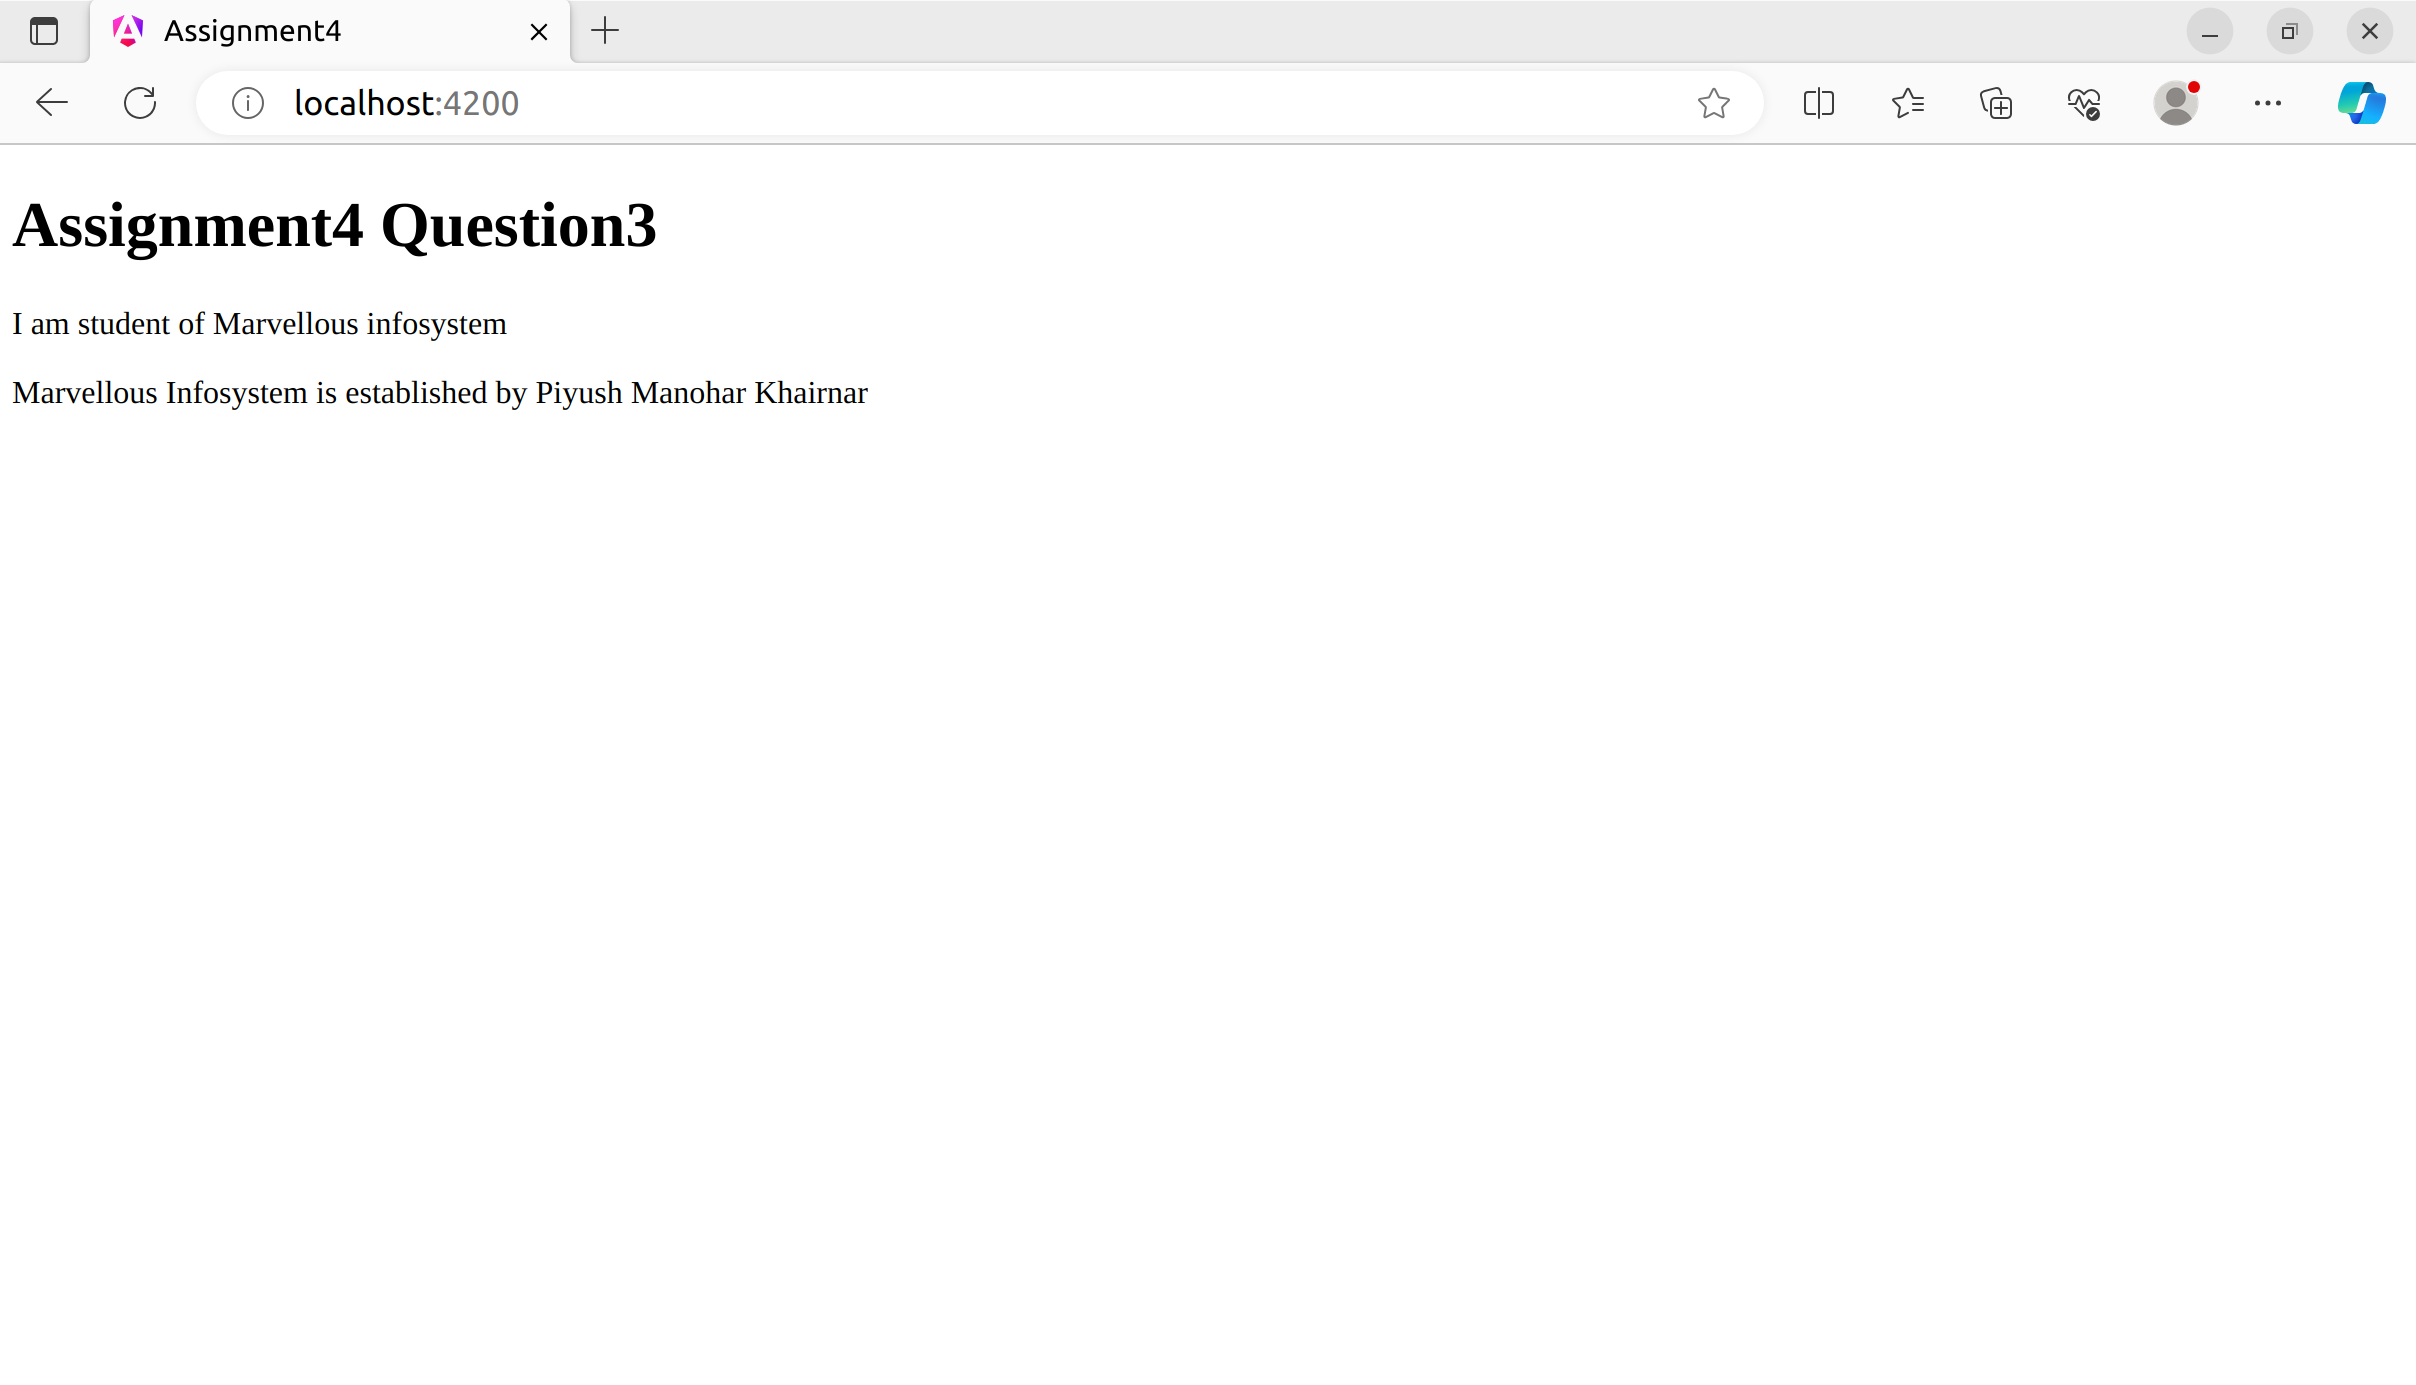 Assignment4
localhost:4200
Assignment4 Question3
I am student of Marvellous infosystem
Marvellous Infosystem is established by Piyush Manohar Khairnar